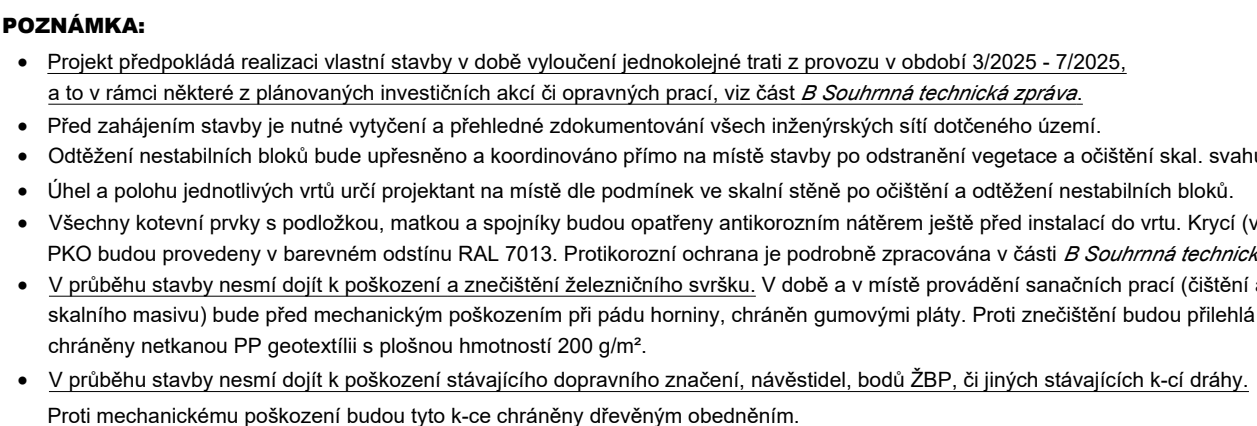 POZNÁMKA:
• Projekt předpokládá realizaci vlastní stavby v době vyloučení jednokolejné trati z provozu v období 3/2025 - 7/2025,
a to v rámci některé z plánovaných investičních akcí či opravných prací, viz část B Souhrnná technická zpráva.
• Před zahájením stavby je nutné vytyčení a přehledné zdokumentování všech inženýrských sítí dotčeného území.
• Odtěžení nestabilních bloků bude upřesněno a koordinováno přímo na místě stavby po odstranění vegetace a očištění skal. svahu
• Úhel a polohu jednotlivých vrtů určí projektant na místě dle podmínek ve skalní stěně po očištění a odtěžení nestabilních bloků.
• Všechny kotevní prvky s podložkou, matkou a spojníky budou opatřeny antikorozním nátěrem ještě před instalací do vrtu. Krycí (v
PKO budou provedeny v barevném odstínu RAL 7013. Protikorozní ochrana je podrobně zpracována v části B Souhrnná technick
• V průběhu stavby nesmí dojít k poškození a znečištění železničního svršku. V době a v místě provádění sanačních prací (čištění a
skalního masivu) bude před mechanickým poškozením při pádu horniny, chráněn gumovými pláty. Proti znečištění budou přilehlá
chráněny netkanou PP geotextílii s plošnou hmotností 200 g/m².
• V průběhu stavby nesmí dojít k poškození stávajícího dopravního značení, návěstidel, bodů ŽBP, či jiných stávajících k-cí dráhy.
Proti mechanickému poškození budou tyto k-ce chráněny dřevěným obedněním.